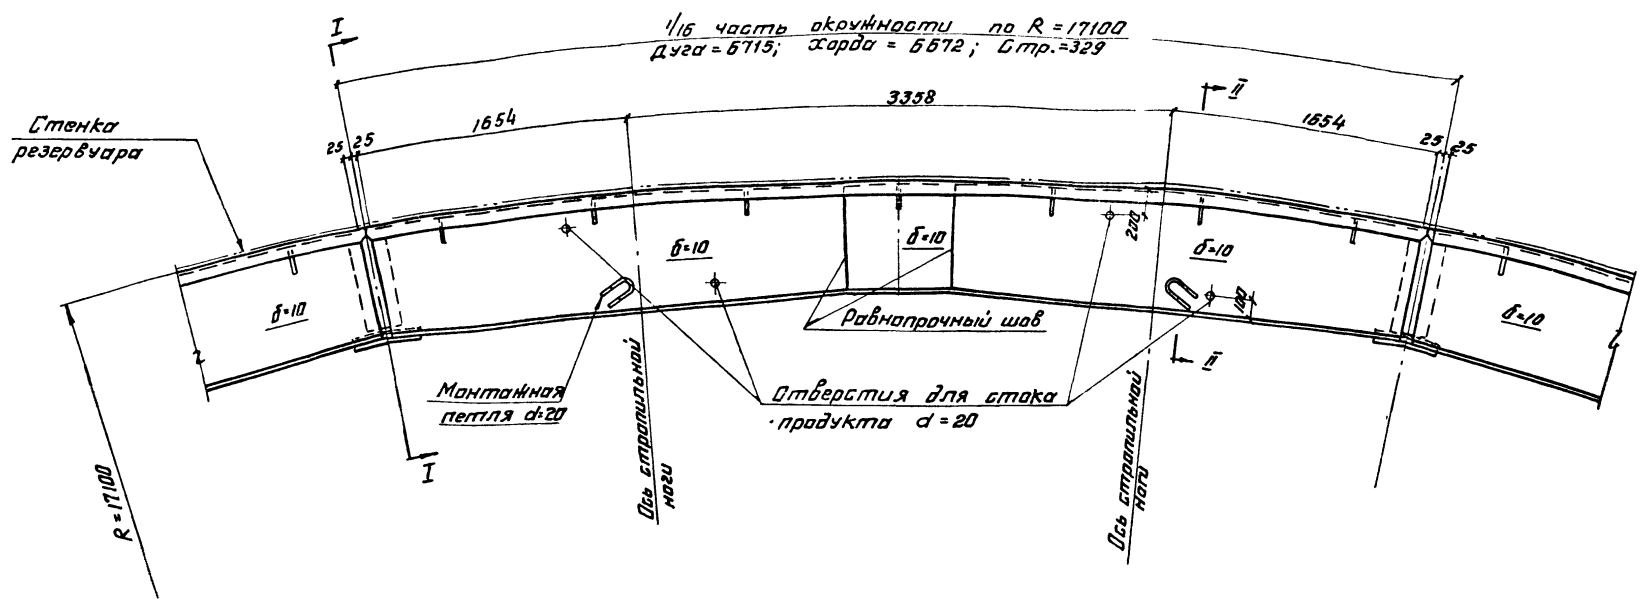 I
1/16 часть окружности по R = 17100
Дуга = 6715; Хорда = 6672; Стр. = 329
II
3358
1654
1654
Стенка
резервуара
25
25
25
25
δ=10
δ=10
δ=10
δ=10
δ=10
200
100
Равнопрочный шов
II
Монтажная
петля d=20
Отверстия для стока
продукта d = 20
I
Ось стропильной
ноги
Ось стропильной
ноги
R = 17100